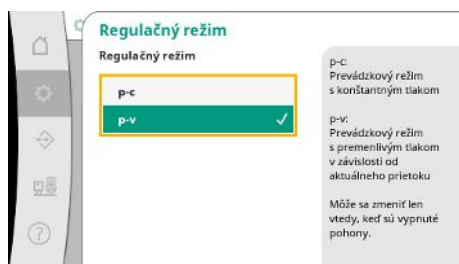 Regulačný režim
Regulačný režim
p-c
p-v
p-c:
Prevádzkový režim
s konštantným tlakom
p-v:
Prevádzkový režim
s premenlivým tlakom
v závislosti od
aktuálneho prietoku
Môže sa zmeniť len
vtedy, keď sú vypnuté
pohony.